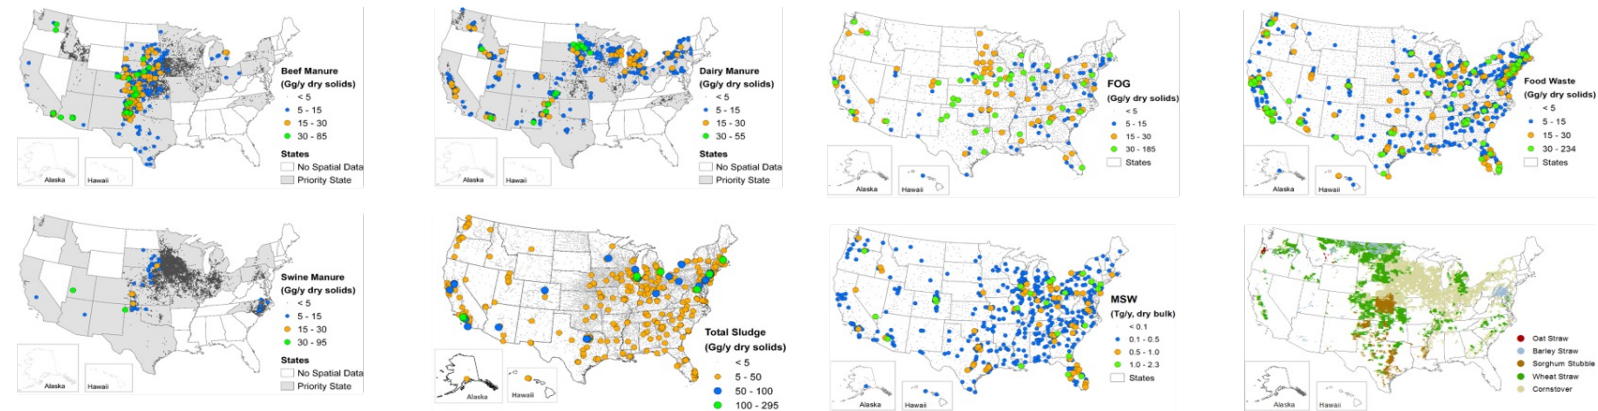 Beef Manure
(Gg/y dry solids)
< 5
5 - 15
15 - 30
30 - 85
States
No Spatial Data
Priority State
Alaska
Hawaii
Dairy Manure
(Gg/y dry solids)
< 5
5 - 15
15 - 30
30 - 55
States
No Spatial Data
Priority State
Alaska
Hawaii
FOG
(Gg/y dry solids)
< 5
5 - 15
15 - 30
30 - 185
States
Alaska
Hawaii
Food Waste
(Gg/y dry solids)
< 5
5 - 15
15 - 30
30 - 234
States
Alaska
Hawaii
Swine Manure
(Gg/y dry solids)
< 5
5 - 15
15 - 30
30 - 95
States
No Spatial Data
Priority State
Alaska
Hawaii
Total Sludge
(Gg/y dry solids)
< 5
5 - 50
50 - 100
100 - 295
Alaska
Hawaii
MSW
(Tg/y, dry bulk)
< 0.1
0.1 - 0.5
0.5 - 1.0
1.0 - 2.3
States
Alaska
Hawaii
Oat Straw
Barley Straw
Sorghum Stubble
Wheat Straw
Cornstover
Alaska
Hawaii